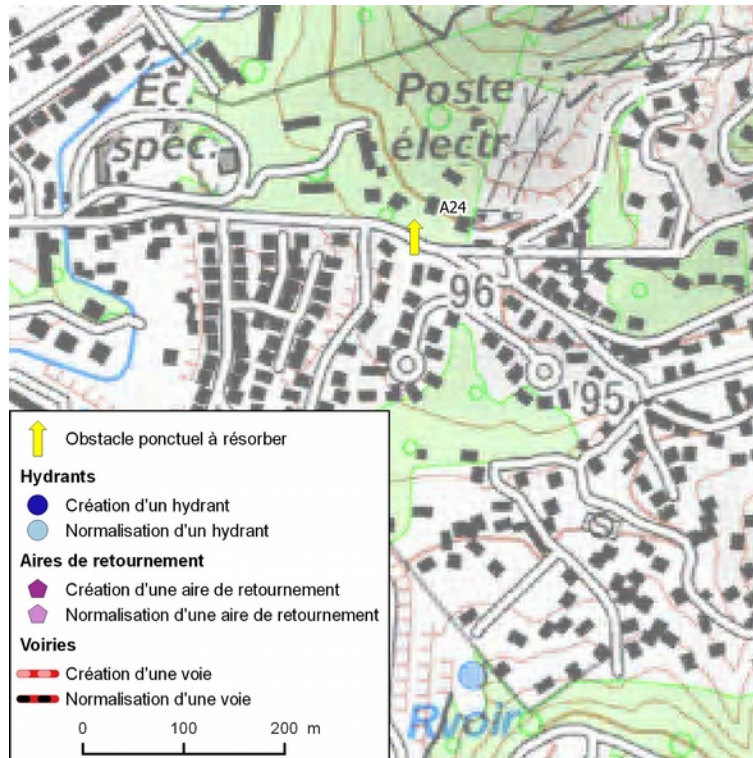 Éc.
spéc.
Poste
électr
A24
96
'95
Obstacle ponctuel à résorber
Hydrants
Création d'un hydrant
Normalisation d'un hydrant
Aires de retournement
Création d'une aire de retournement
Normalisation d'une aire de retournement
Voiries
Création d'une voie
Normalisation d'une voie
0 100 200 m
Rvoir